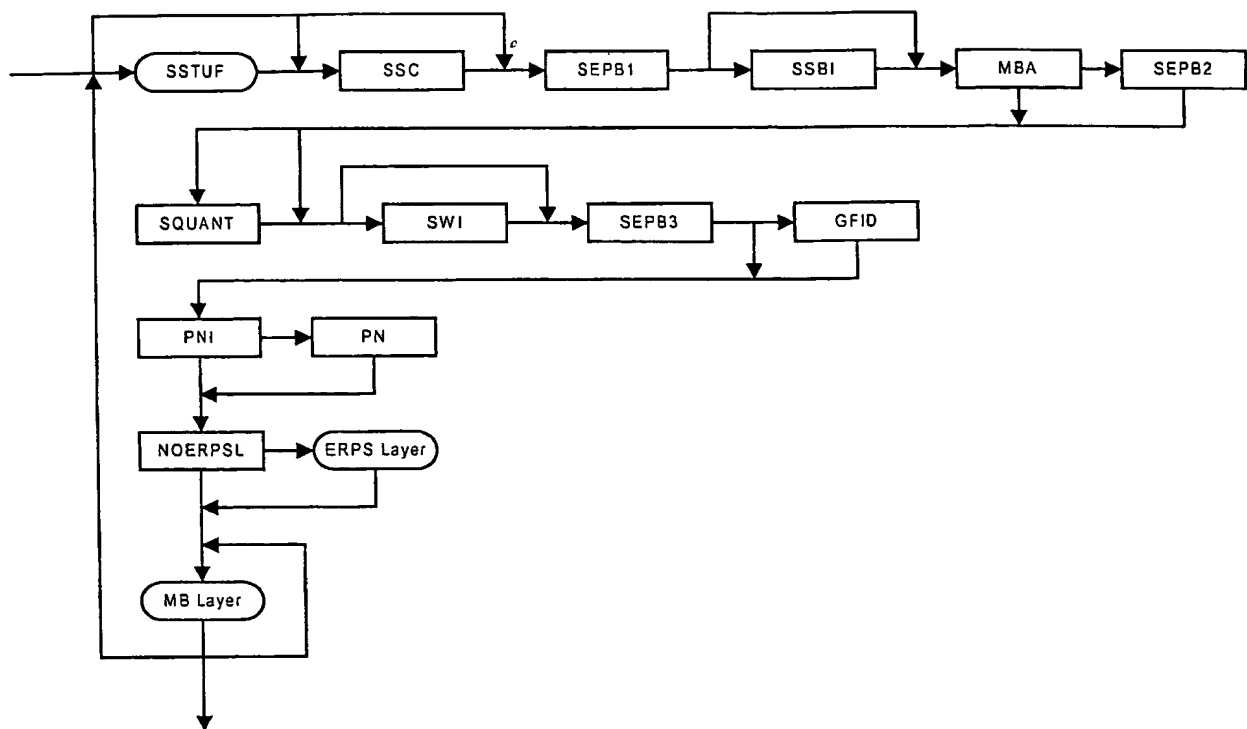 c
SSTUF
SSC
SEPB1
SSBI
MBA
SEPB2
SQUANT
SWI
SEPB3
GFID
PNI
PN
NOERPSL
ERPS Layer
MB Layer